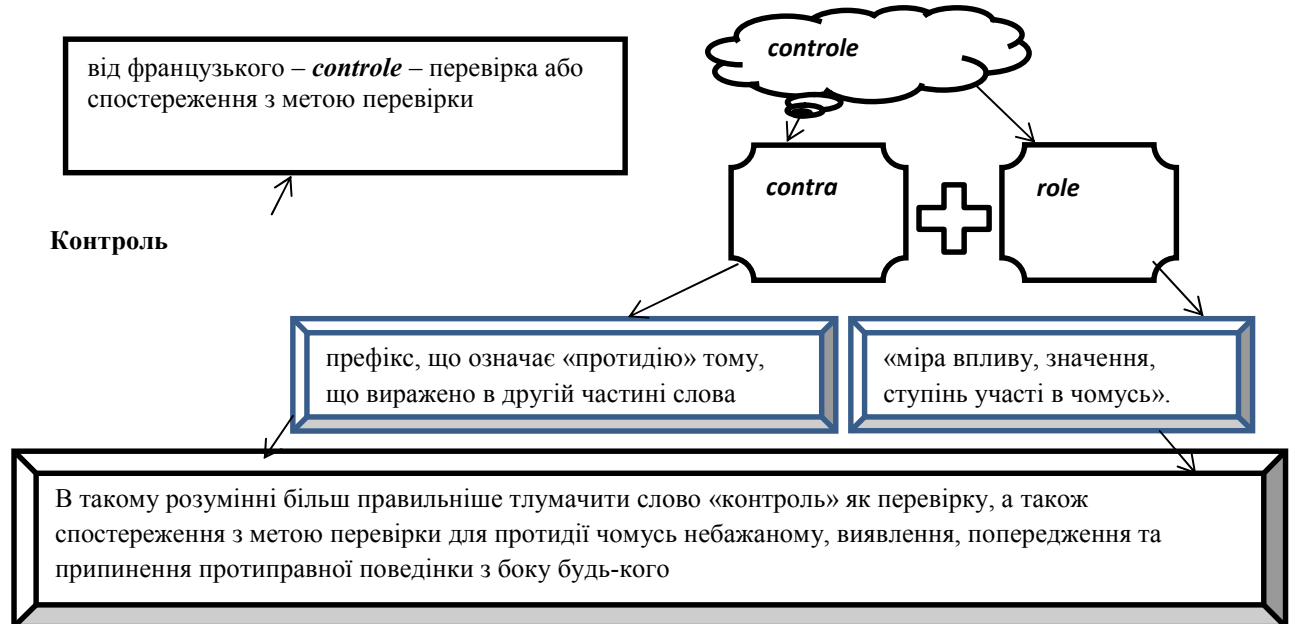 від французького – controle – перевірка або
спостереження з метою перевірки
controle
contra
role
Контроль
префікс, що означає «протидію» тому,
що виражено в другій частині слова
«міра впливу, значення,
ступінь участі в чомусь».
В такому розумінні більш правильніше тлумачити слово «контроль» як перевірку, а також
спостереження з метою перевірки для протидії чомусь небажаному, виявлення, попередження та
припинення протиправної поведінки з боку будь-кого